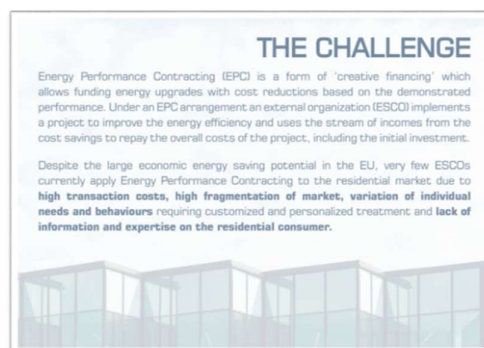 THE CHALLENGE
Energy Performance Contracting (EPC) is a form of 'creative financing' which
allows funding energy upgrades with cost reductions based on the demonstrated
performance. Under an EPC arrangement an external organization (ESCO) implements
a project to improve the energy efficiency and uses the stream of incomes from the
cost savings to repay the overall costs of the project, including the initial investment.
Despite the large economic energy saving potential in the EU, very few ESCOs
currently apply Energy Performance Contracting to the residential market due to
high transaction costs, high fragmentation of market, variation of individual
needs and behaviours requiring customized and personalized treatment and lack of
information and expertise on the residential consumer.